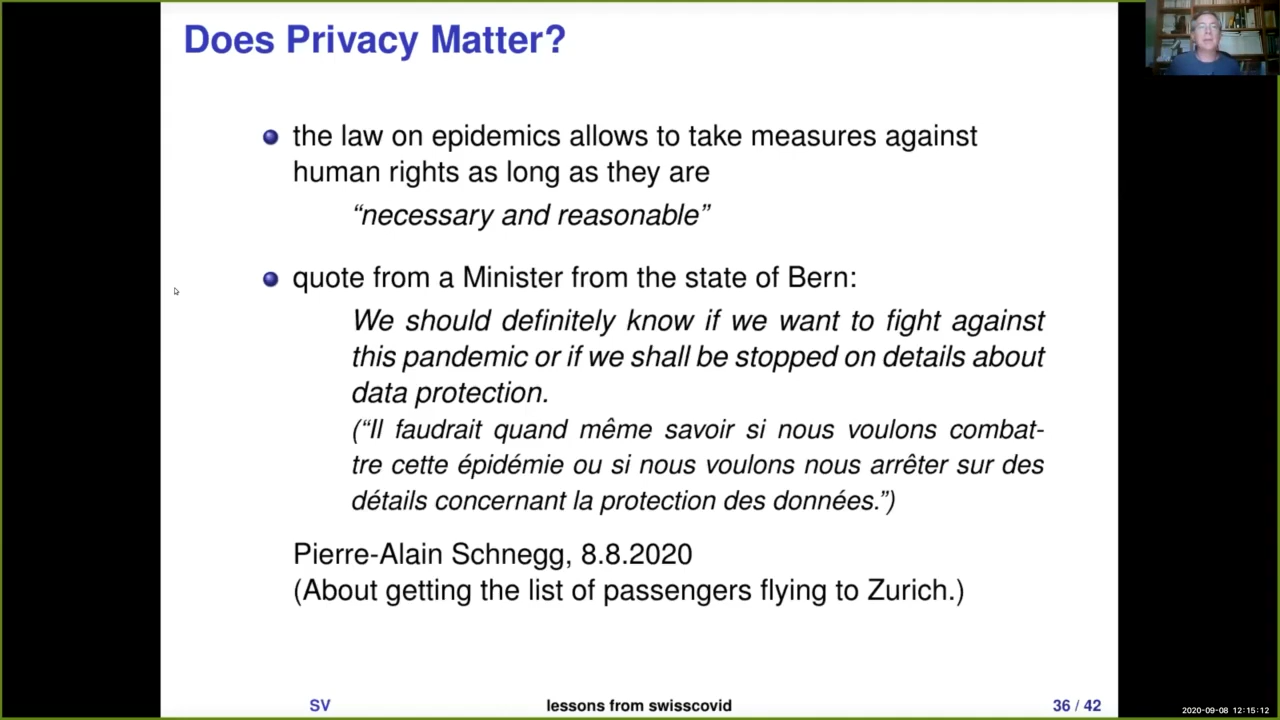 Does Privacy Matter?
the law on epidemics allows to take measures against
human rights as long as they are
“necessary and reasonable”
quote from a Minister from the state of Bern:
We should definitely know if we want to fight against
this pandemic or if we shall be stopped on details about
data protection.
(“Il faudrait quand même savoir si nous voulons combat-
tre cette épidémie ou si nous voulons nous arrêter sur des
détails concernant la protection des données.”)
Pierre-Alain Schnegg, 8.8.2020
(About getting the list of passengers flying to Zurich.)
SV lessons from swisscovid 36 / 42
2020-09-08 12:15:12